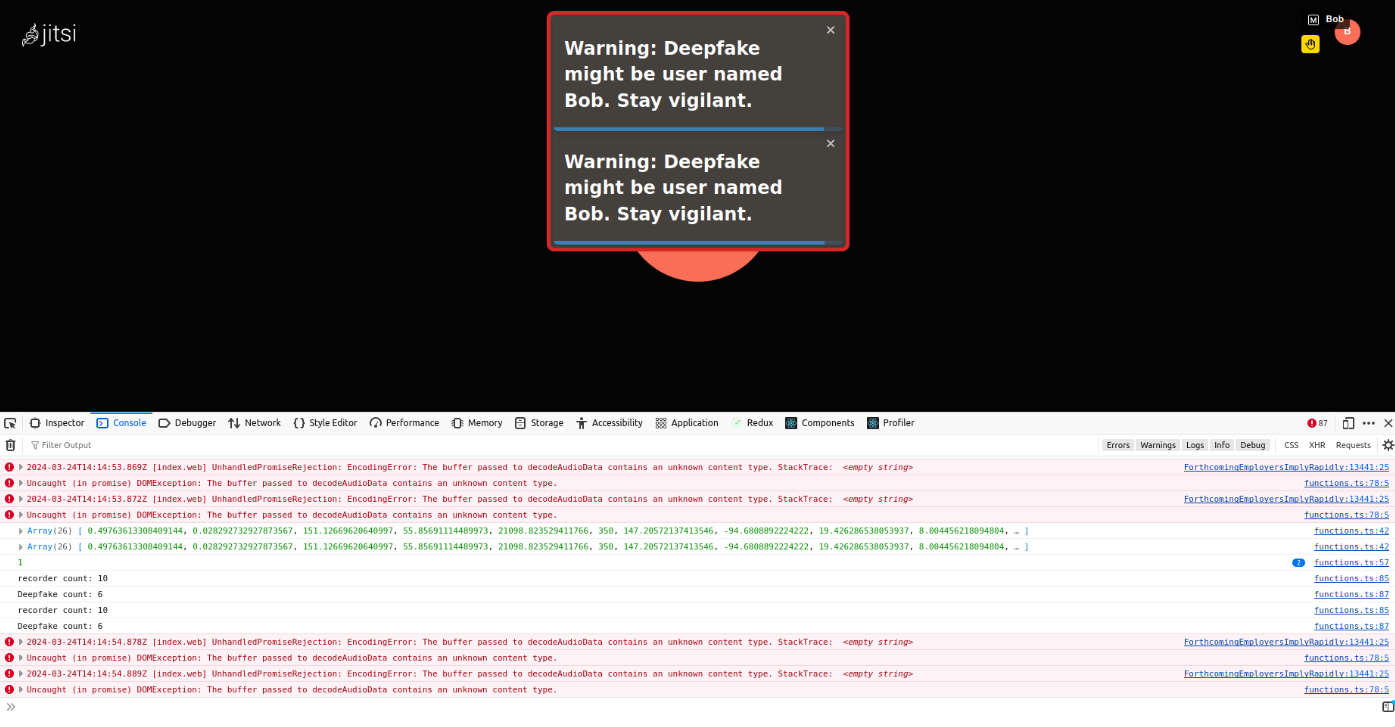 jitsi
M Bob
B
Warning: Deepfake
might be user named
Bob. Stay vigilant.
Warning: Deepfake
might be user named
Bob. Stay vigilant.
Inspector Console Debugger Network Style Editor Performance Memory Storage Accessibility Application Redux Components Profiler 87
Filter Output Errors Warnings Logs Info Debug CSS XHR Requests
2024-03-24T14:14:53.869Z [index.web] UnhandledPromiseRejection: EncodingError: The buffer passed to decodeAudioData contains an unknown content type. StackTrace: <empty string> ForthcomingEmployersImplyRapidly:13441:25
Uncaught (in promise) DOMException: The buffer passed to decodeAudioData contains an unknown content type. functions.ts:78:5
2024-03-24T14:14:53.872Z [index.web] UnhandledPromiseRejection: EncodingError: The buffer passed to decodeAudioData contains an unknown content type. StackTrace: <empty string> ForthcomingEmployersImplyRapidly:13441:25
Uncaught (in promise) DOMException: The buffer passed to decodeAudioData contains an unknown content type. functions.ts:78:5
Array(26) [ 0.49763613308409144, 0.028292732927873567, 151.12669620640997, 55.85691114489973, 21098.823529411766, 350, 147.20572137413546, -94.6808892224222, 19.426286538053937, 8.004456218094804, … ] functions.ts:42
Array(26) [ 0.49763613308409144, 0.028292732927873567, 151.12669620640997, 55.85691114489973, 21098.823529411766, 350, 147.20572137413546, -94.6808892224222, 19.426286538053937, 8.004456218094804, … ] functions.ts:42
1 2 functions.ts:57
recorder count: 10 functions.ts:85
Deepfake count: 6 functions.ts:87
recorder count: 10 functions.ts:85
Deepfake count: 6 functions.ts:87
2024-03-24T14:14:54.878Z [index.web] UnhandledPromiseRejection: EncodingError: The buffer passed to decodeAudioData contains an unknown content type. StackTrace: <empty string> ForthcomingEmployersImplyRapidly:13441:25
Uncaught (in promise) DOMException: The buffer passed to decodeAudioData contains an unknown content type. functions.ts:78:5
2024-03-24T14:14:54.889Z [index.web] UnhandledPromiseRejection: EncodingError: The buffer passed to decodeAudioData contains an unknown content type. StackTrace: <empty string> ForthcomingEmployersImplyRapidly:13441:25
Uncaught (in promise) DOMException: The buffer passed to decodeAudioData contains an unknown content type. functions.ts:78:5